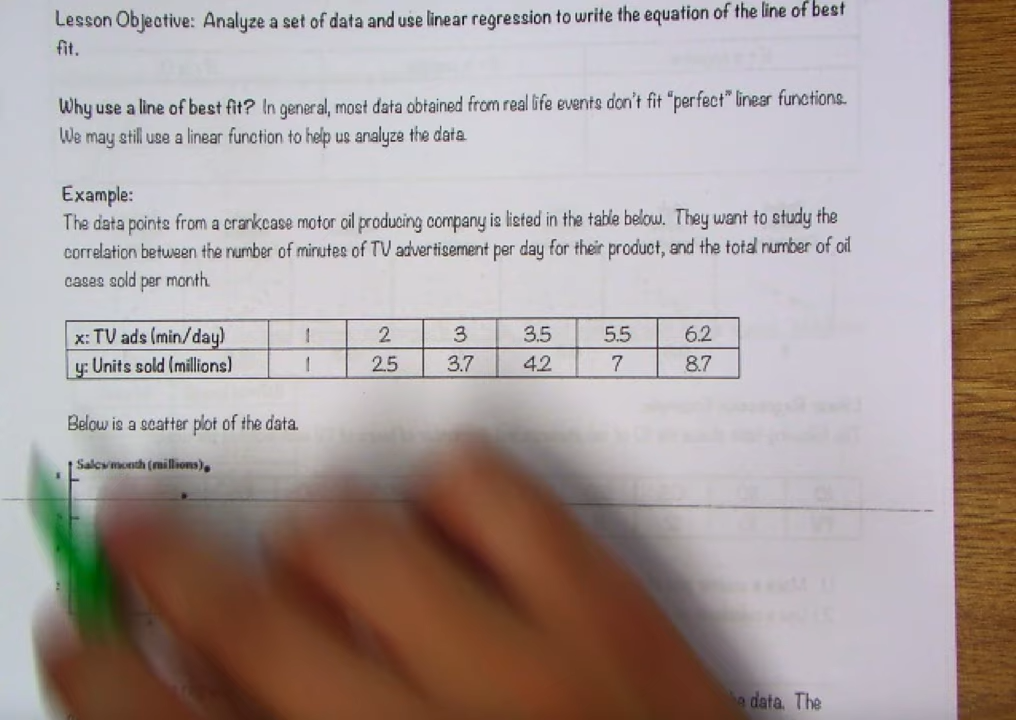 Lesson Objective: Analyze a set of data and use linear regression to write the equation of the line of best
fit.
Why use a line of best fit? In general, most data obtained from real life events don't fit "perfect" linear functions.
We may still use a linear function to help us analyze the data.
Example:
The data points from a crankcase motor oil producing company is listed in the table below. They want to study the
correlation between the number of minutes of TV advertisement per day for their product, and the total number of oil
cases sold per month.
x: TV ads (min/day) 1 2 3 3.5 5.5 6.2
y: Units sold (millions) 1 2.5 3.7 4.2 7 8.7
Below is a scatter plot of the data.
Sales/month (millions)
data. The